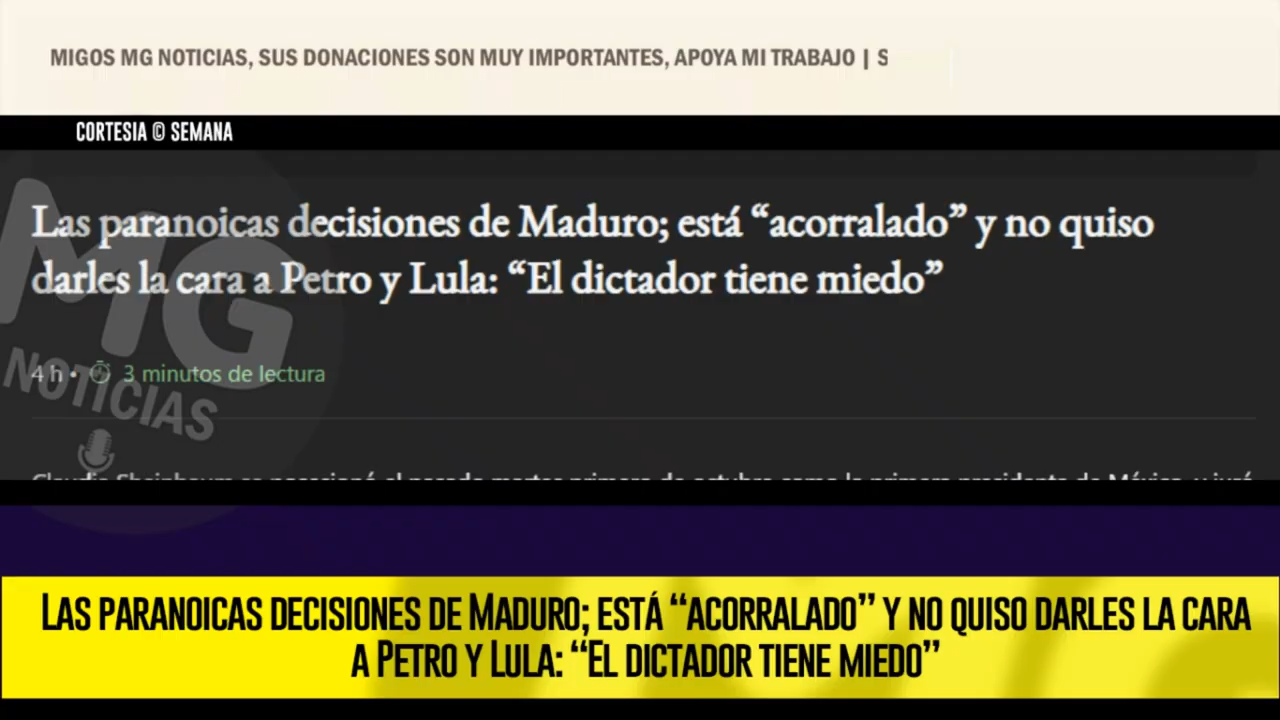 MIGOS MG NOTICIAS, SUS DONACIONES SON MUY IMPORTANTES, APOYA MI TRABAJO | S
CORTESIA © SEMANA
MG
NOTICIAS
Las paranoicas decisiones de Maduro; está “acorralado” y no quiso
darles la cara a Petro y Lula: “El dictador tiene miedo”
4 h • 3 minutos de lectura
LAS PARANOICAS DECISIONES DE MADURO; ESTÁ “ACORRALADO” Y NO QUISO DARLES LA CARA
A PETRO Y LULA: “EL DICTADOR TIENE MIEDO”